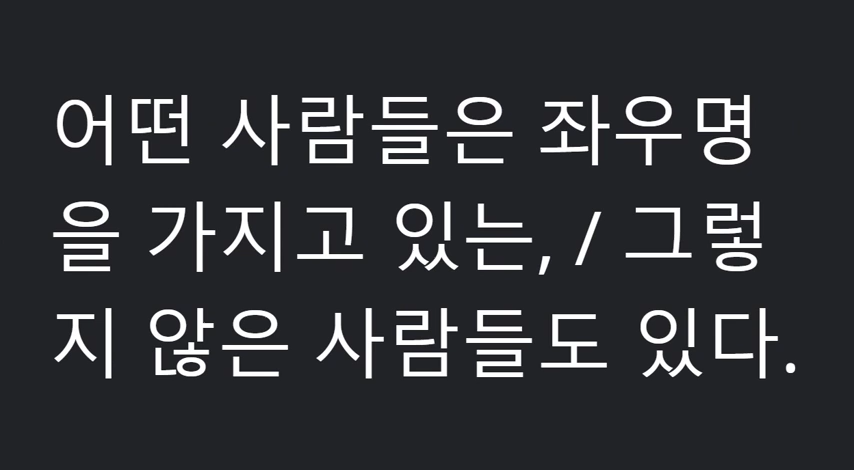 어떤 사람들은 좌우명
을 가지고 있는, / 그렇
지 않은 사람들도 있다.